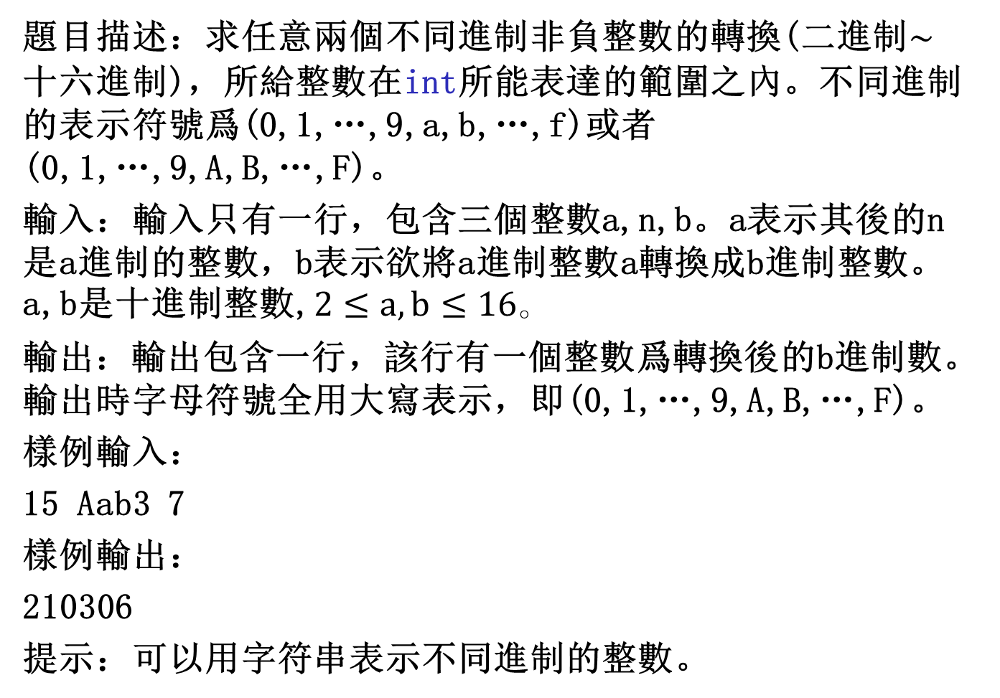 題目描述：求任意兩個不同進制非負整數的轉換(二進制~
十六進制)，所給整數在int所能表達的範圍之內。不同進制
的表示符號爲(0,1,…,9,a,b,…,f)或者
(0,1,…,9,A,B,…,F)。
輸入：輸入只有一行，包含三個整數a,n,b。a表示其後的n
是a進制的整數，b表示欲將a進制整數a轉換成b進制整數。
a,b是十進制整數, 2 ≤ a,b ≤ 16。
輸出：輸出包含一行，該行有一個整數爲轉換後的b進制數。
輸出時字母符號全用大寫表示，即(0,1,…,9,A,B,…,F)。
樣例輸入：
15 Aab3 7
樣例輸出：
210306
提示：可以用字符串表示不同進制的整數。